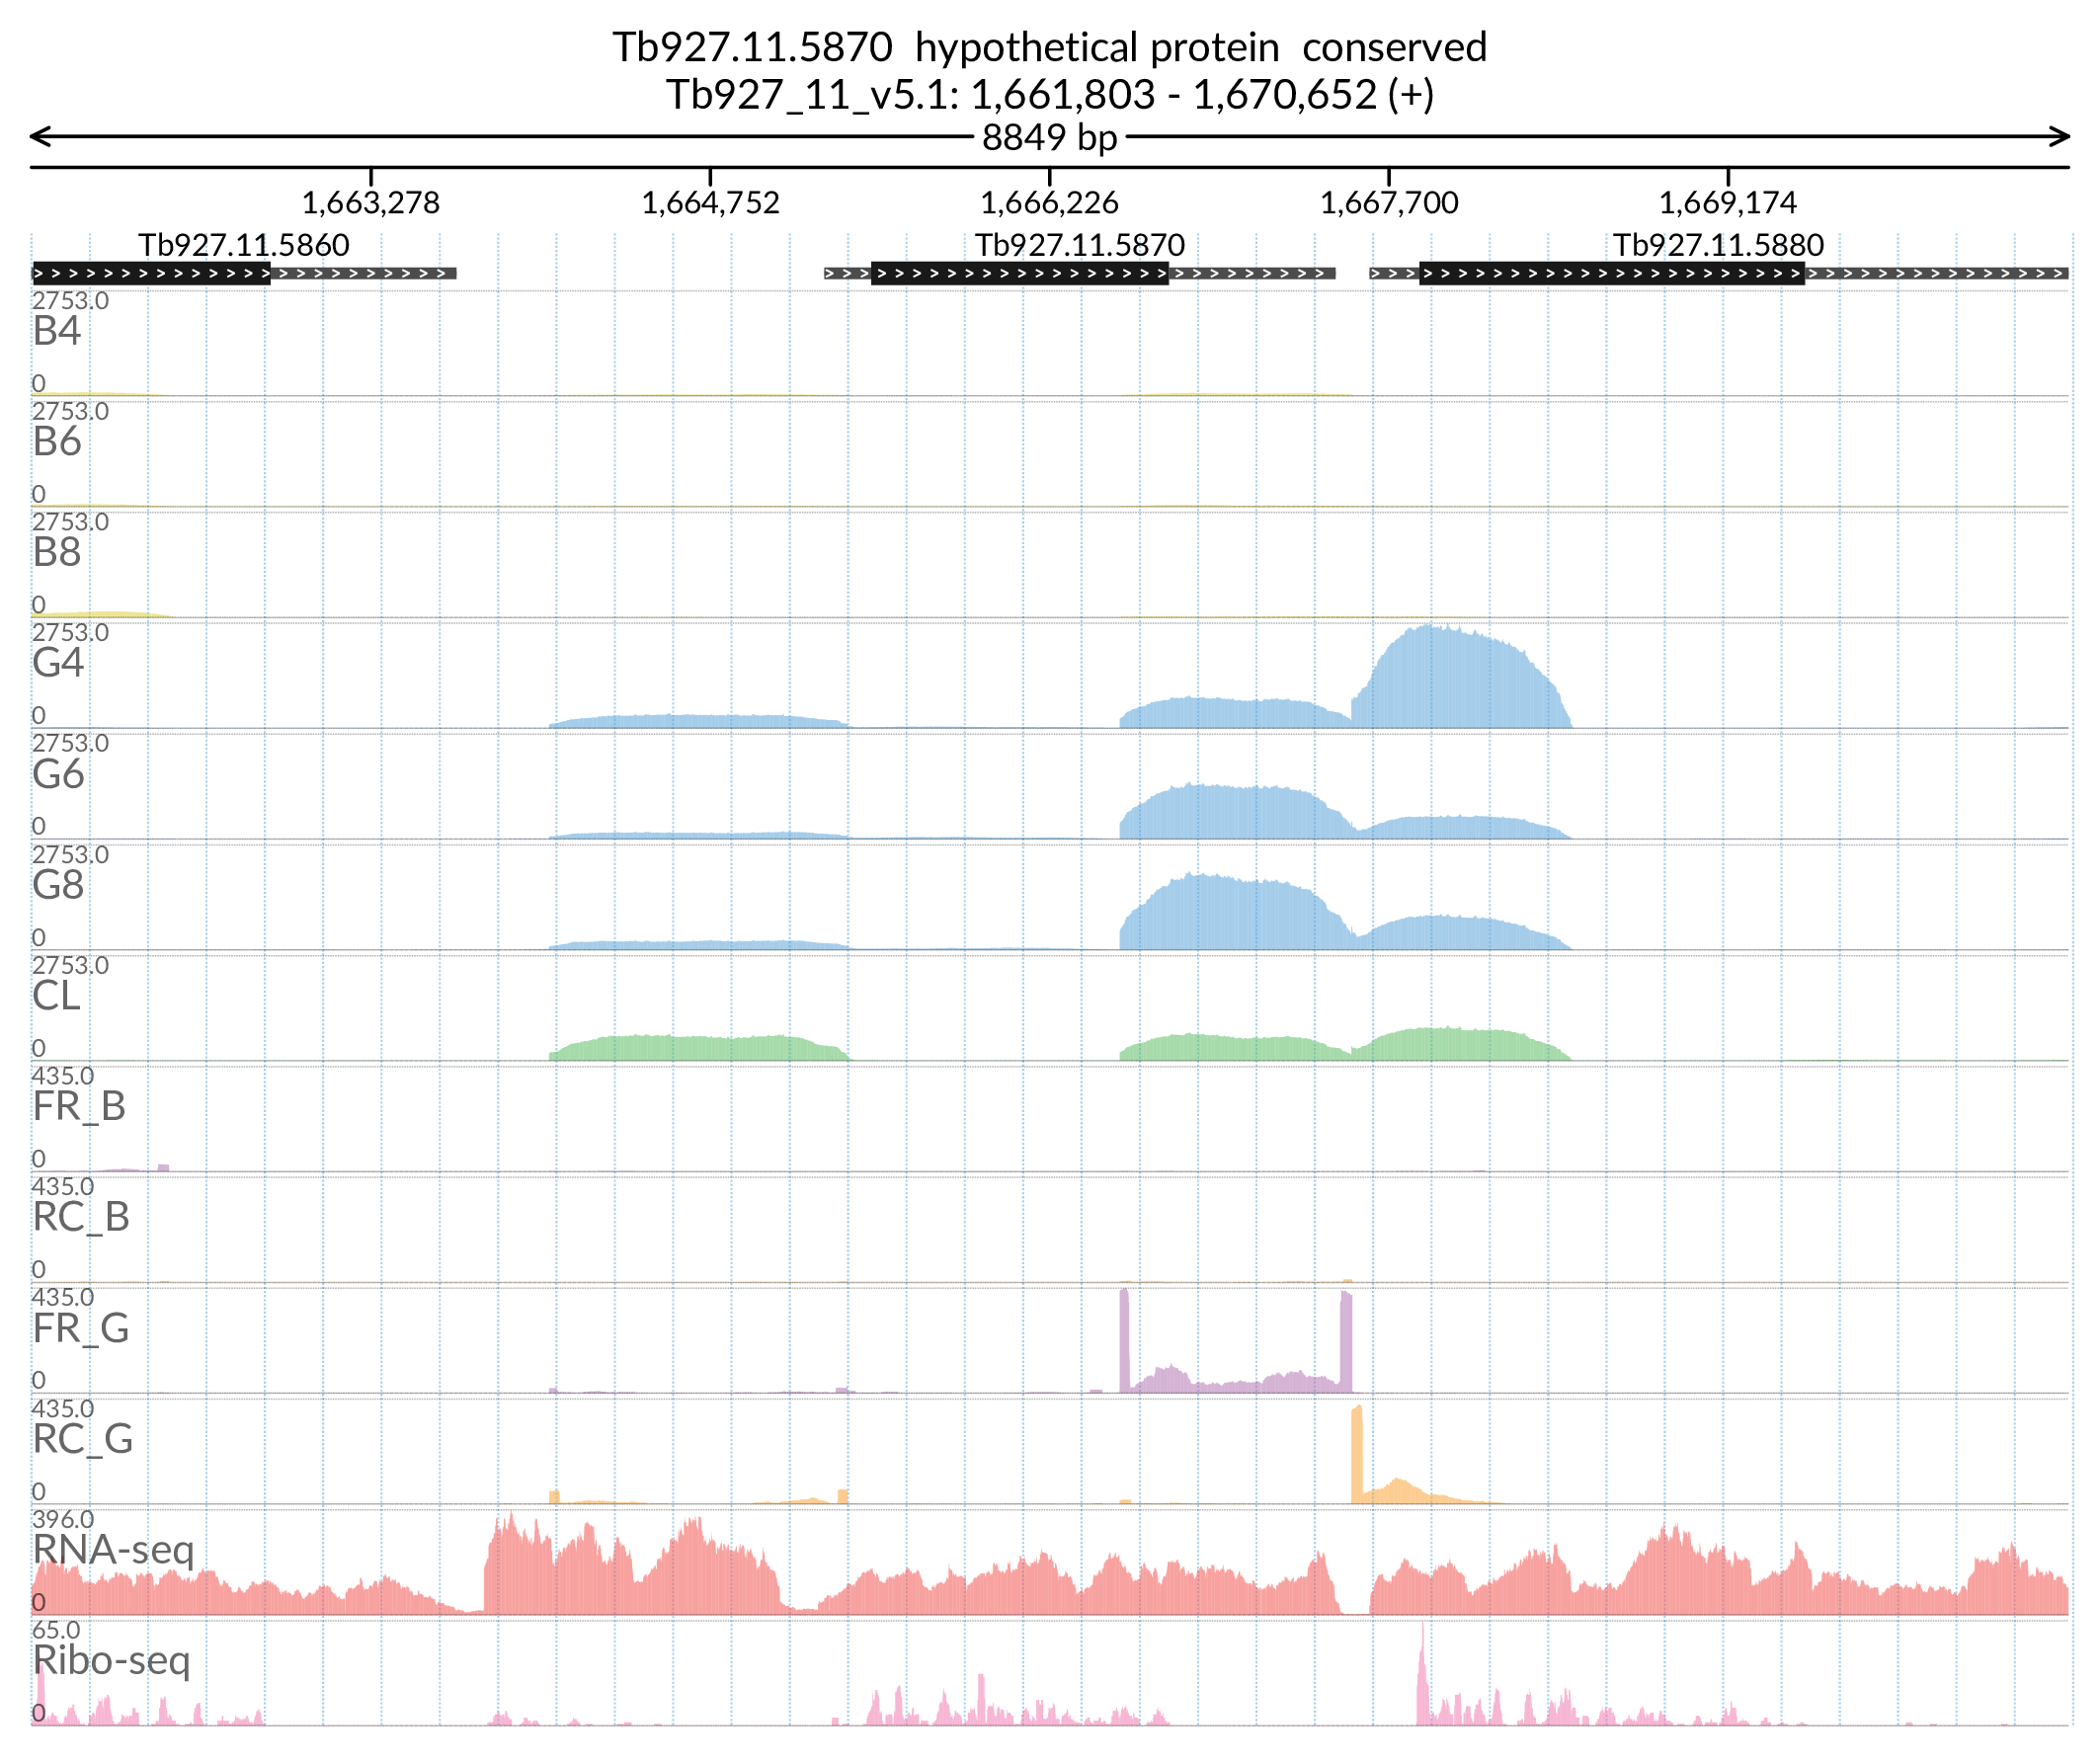 Tb927.11.5870 hypothetical protein conserved
Tb927_11_v5.1: 1,661,803 - 1,670,652 (+)
8849 bp
1,663,278 1,664,752 1,666,226 1,667,700 1,669,174
Tb927.11.5860 Tb927.11.5870 Tb927.11.5880
2753.0
B4
0
2753.0
B6
0
2753.0
B8
0
2753.0
G4
0
2753.0
G6
0
2753.0
G8
0
2753.0
CL
0
435.0
FR_B
0
435.0
RC_B
0
435.0
FR_G
0
435.0
RC_G
0
396.0
RNA-seq
0
65.0
Ribo-seq
0